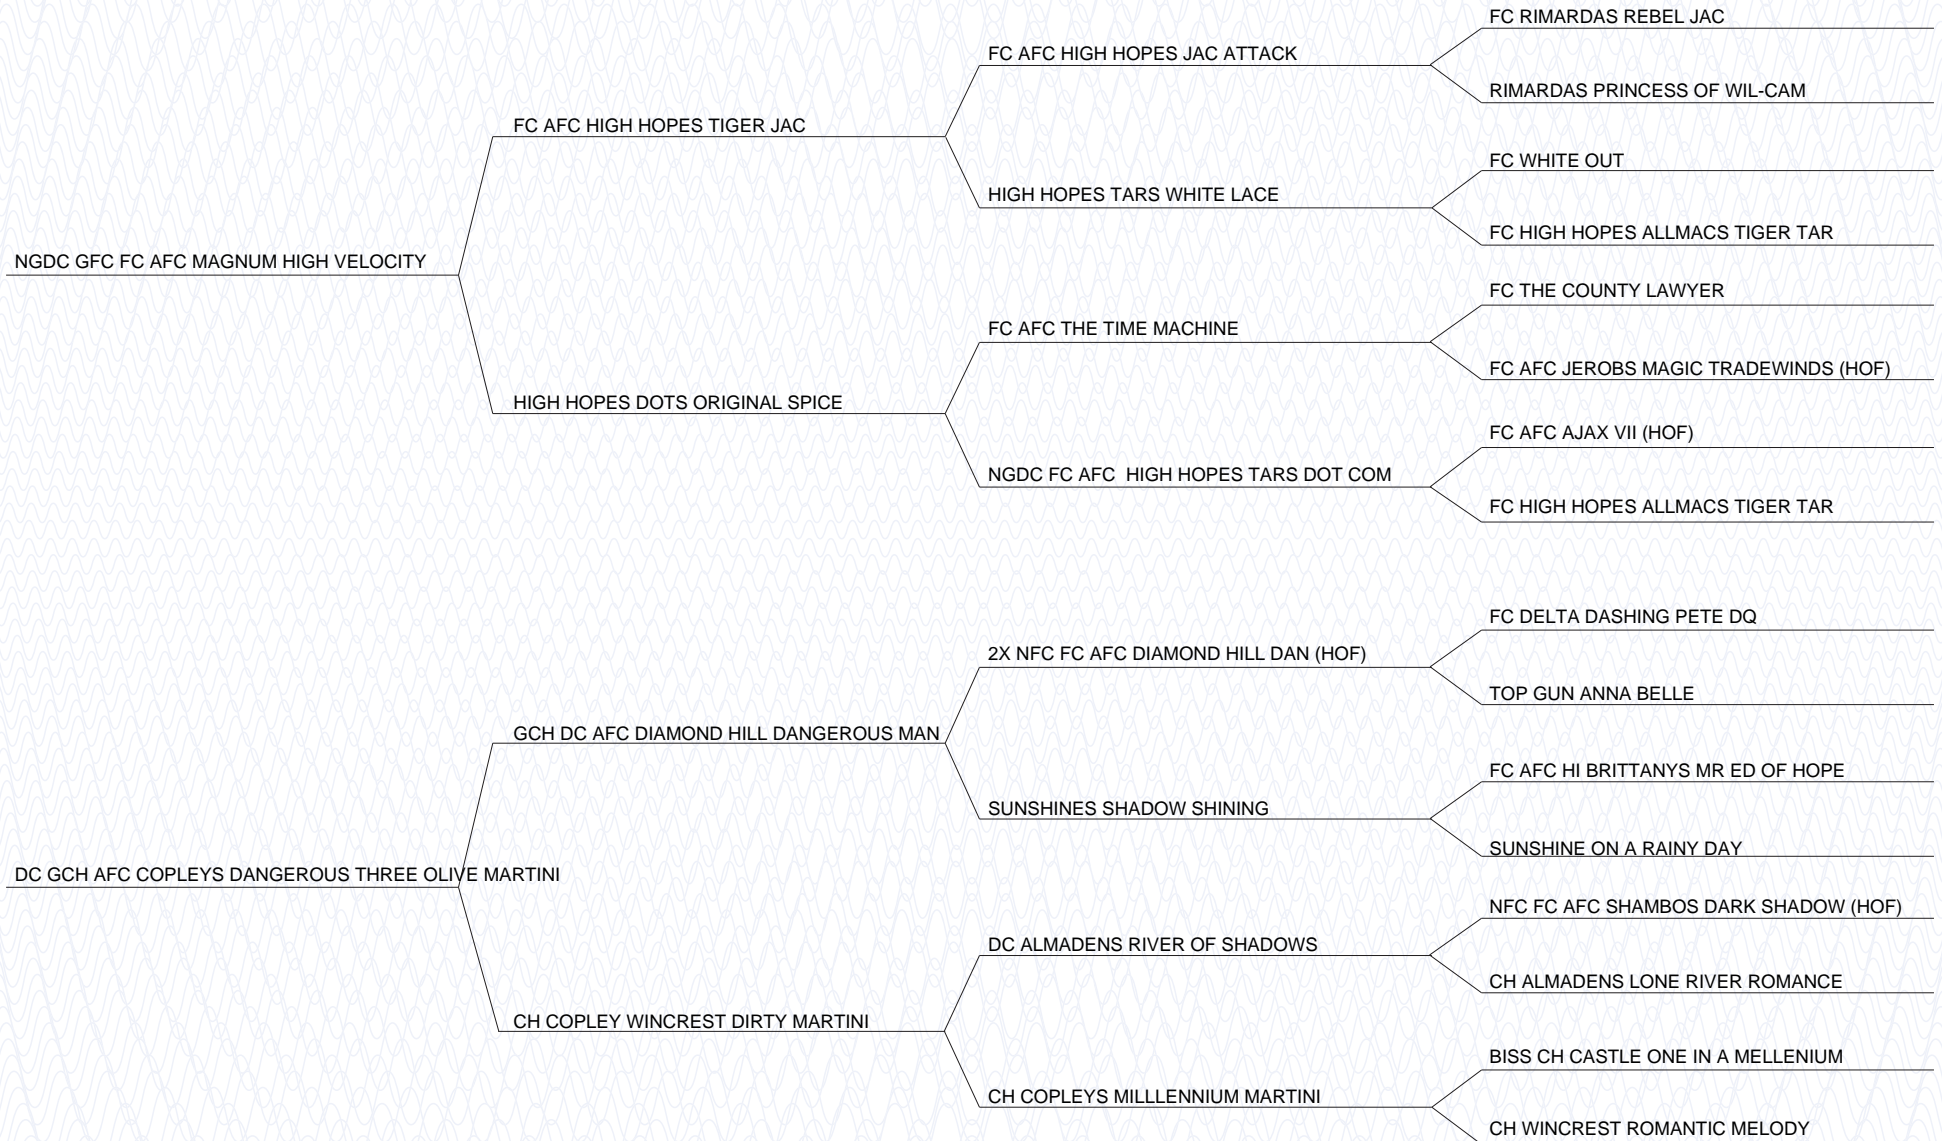 FC RIMARDAS REBEL JAC
FC AFC HIGH HOPES JAC ATTACK
RIMARDAS PRINCESS OF WIL-CAM
FC AFC HIGH HOPES TIGER JAC
FC WHITE OUT
HIGH HOPES TARS WHITE LACE
FC HIGH HOPES ALLMACS TIGER TAR
NGDC GFC FC AFC MAGNUM HIGH VELOCITY
FC THE COUNTY LAWYER
FC AFC THE TIME MACHINE
FC AFC JEROBS MAGIC TRADEWINDS (HOF)
HIGH HOPES DOTS ORIGINAL SPICE
FC AFC AJAX VII (HOF)
NGDC FC AFC  HIGH HOPES TARS DOT COM
FC HIGH HOPES ALLMACS TIGER TAR
FC DELTA DASHING PETE DQ
2X NFC FC AFC DIAMOND HILL DAN (HOF)
TOP GUN ANNA BELLE
GCH DC AFC DIAMOND HILL DANGEROUS MAN
FC AFC HI BRITTANYS MR ED OF HOPE
SUNSHINES SHADOW SHINING
SUNSHINE ON A RAINY DAY
DC GCH AFC COPLEYS DANGEROUS THREE OLIVE MARTINI
NFC FC AFC SHAMBOS DARK SHADOW (HOF)
DC ALMADENS RIVER OF SHADOWS
CH ALMADENS LONE RIVER ROMANCE
CH COPLEY WINCREST DIRTY MARTINI
BISS CH CASTLE ONE IN A MELLENIUM
CH COPLEYS MILLLENNIUM MARTINI
CH WINCREST ROMANTIC MELODY